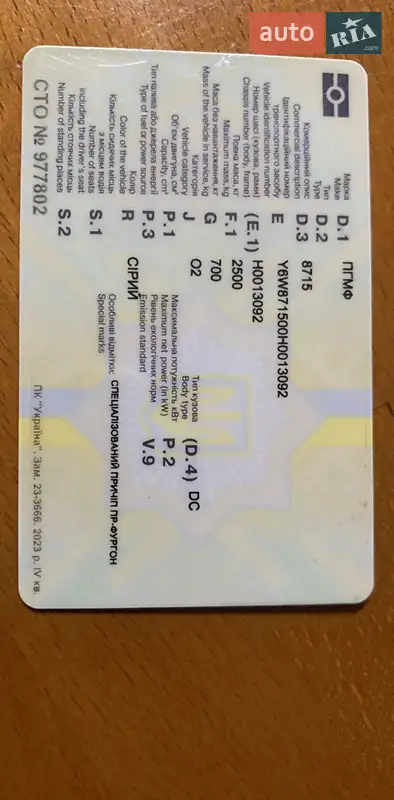 auto RIA .com
Марка D.1 ПГМФ
Make
Тип D.2
Type
Комерційний опис D.3 8715
Commercial description
Ідентифікаційний номер
транспортного засобу E Y6W871500H0013092
Vehicle identification number
Номер шасі (кузова, рами) (E.1) H0013092
Chassis number (body, frame)
Повна маса, кг F.1 2500
Maximum mass, kg
Маса без навантаження, кг G 700
Mass of the vehicle in service, kg
Категорія J O2 Тип кузова (D.4) DC
Vehicle category Body type
Об'єм двигуна, см³ P.1 Максимальна потужність кВт P.2
Capacity, cm³ Maximum net power (in kW)
Тип палива або джерела енергії P.3 Рівень екологічних норм V.9
Type of fuel or power source Emission standard
Колір R СІРИЙ
Color of the vehicle
Кількість сидячих місць
з місцем водія S.1 Особливі відмітки: СПЕЦІАЛІЗОВАНИЙ ПРИЧІП ПР-ФУРГОН
Number of seats Special marks
including the driver's seat
Кількість стоячих місць S.2
Number of standing places
СТО № 977802
ПК "Україна". Зам. 23-3666. 2023 р. IV кв.